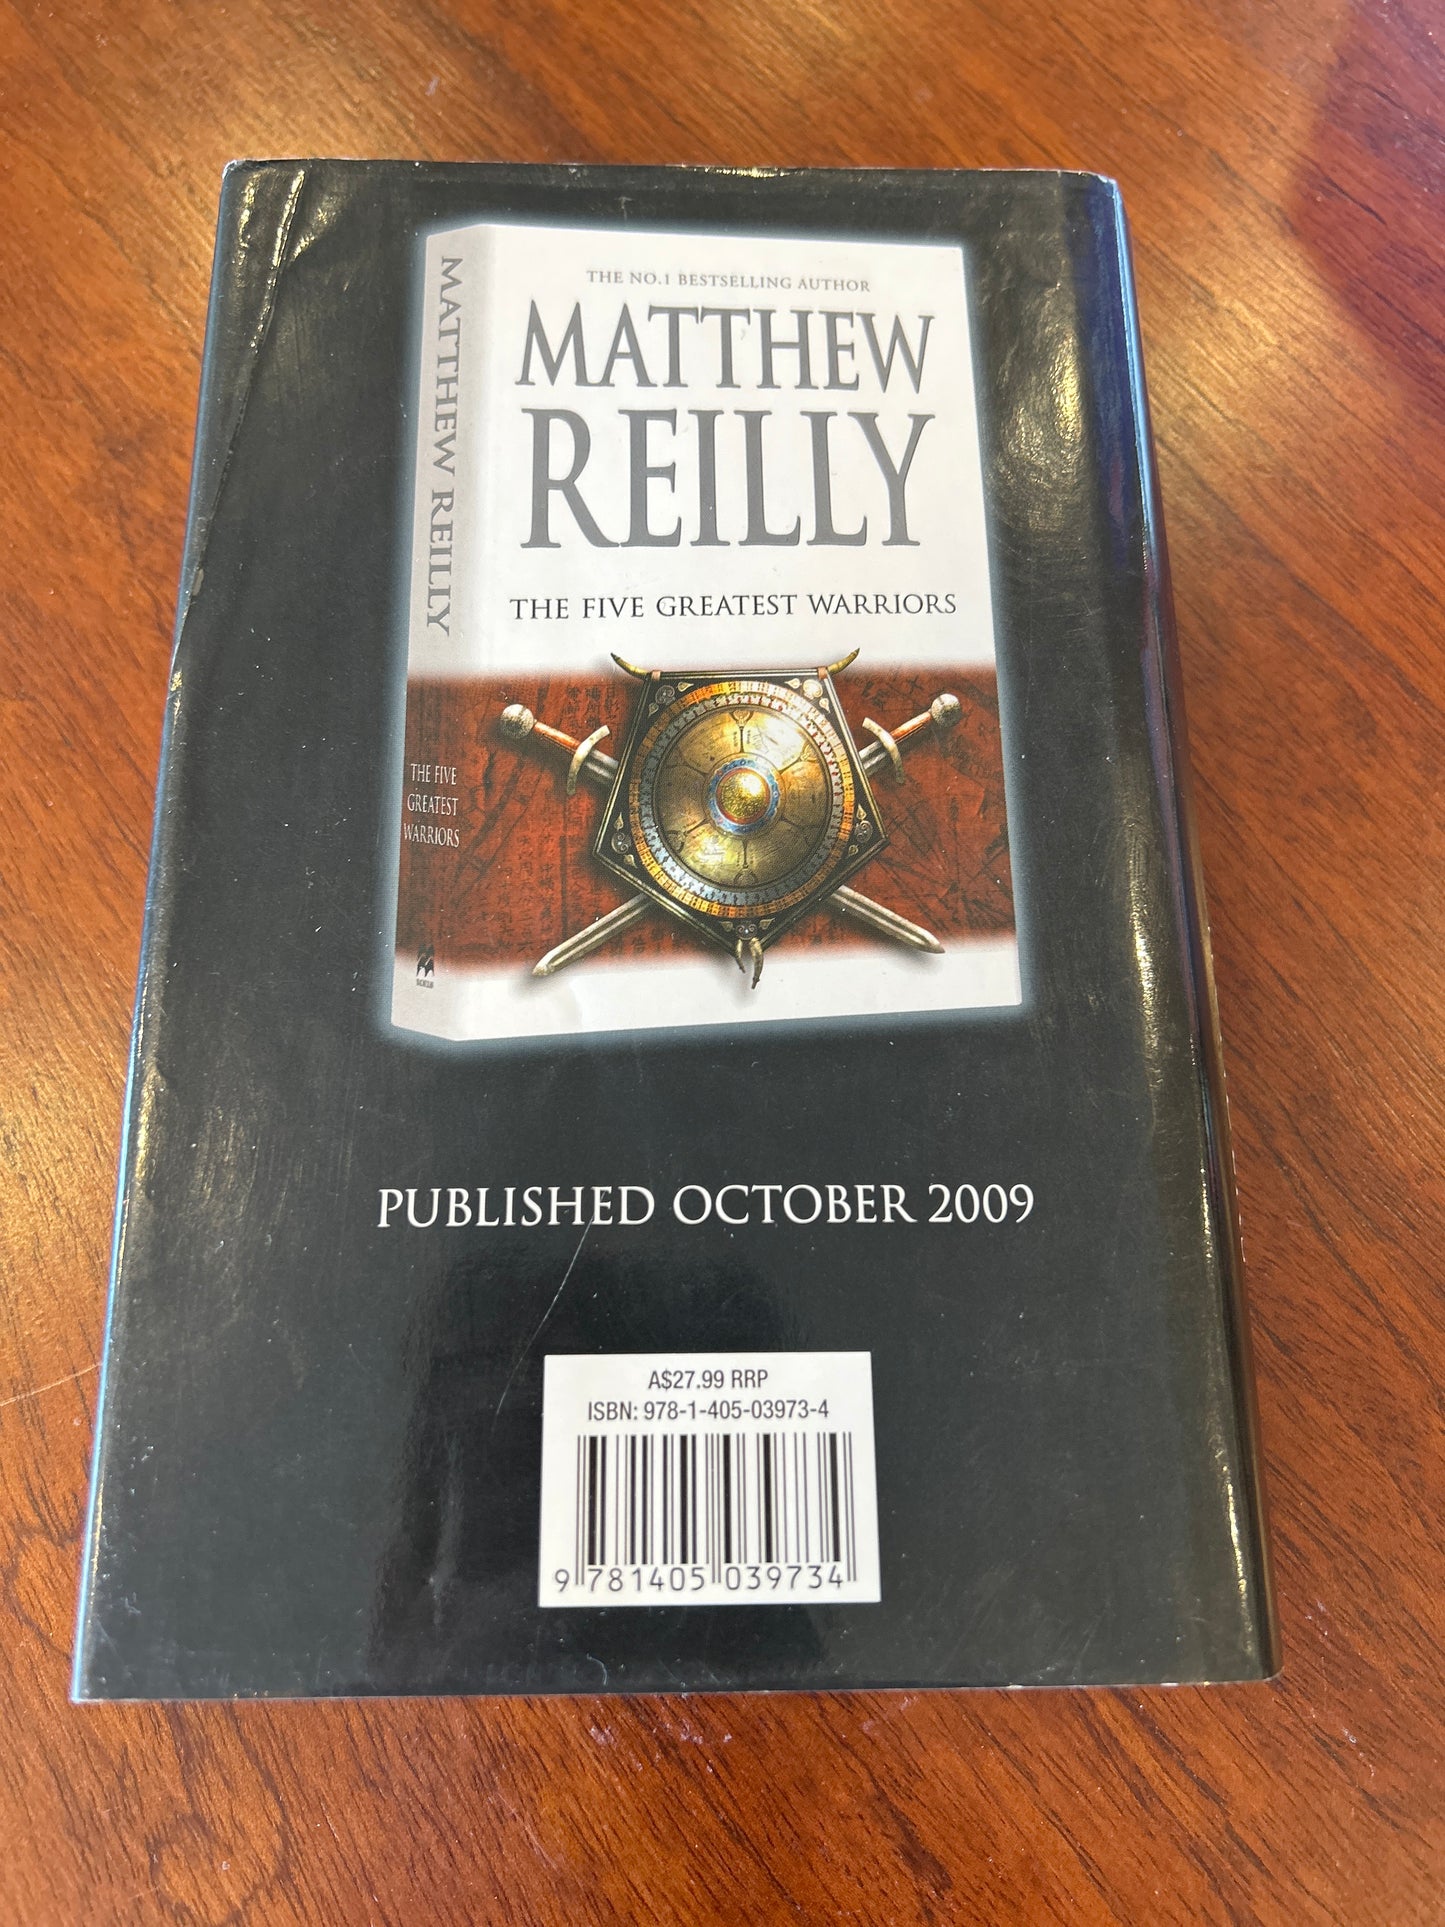 THE NO.1 BESTSELLING AUTHOR
MATTHEW
REILLY
THE FIVE GREATEST WARRIORS
MATTHEW REILLY
THE FIVE
GREATEST
WARRIORS
PUBLISHED OCTOBER 2009
A$27.99 RRP
ISBN: 978-1-405-03973-4
9 781405 039734